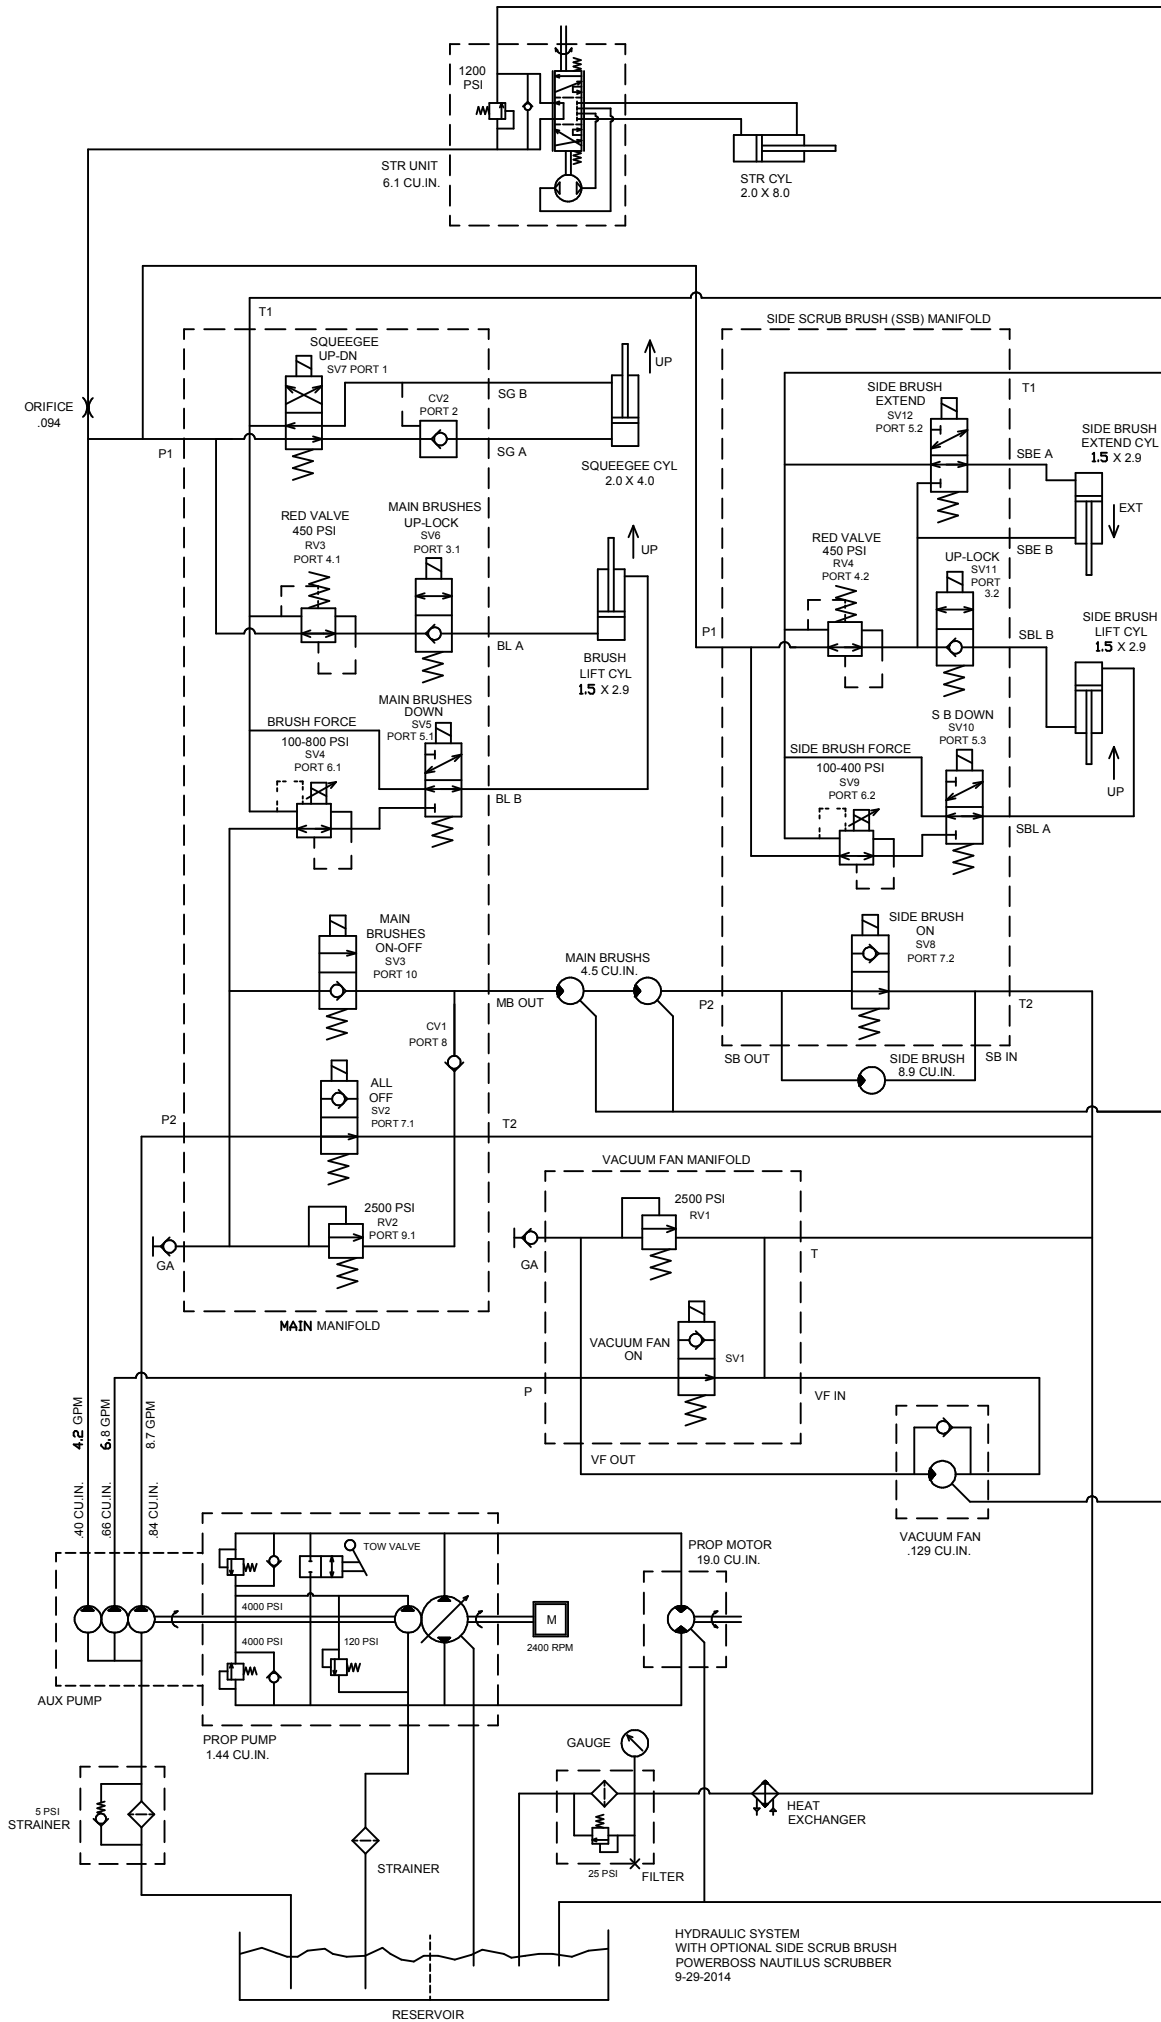 1200
PSI
STR UNIT
6.1 CU.IN.
STR CYL
2.0 X 8.0
T1
SQUEEGEE
UP-DN
SV7 PORT 1
CV2
PORT 2
SG B
SG A
UP
SQUEEGEE CYL
2.0 X 4.0
ORIFICE
.094
P1
RED VALVE
450 PSI
RV3
PORT 4.1
MAIN BRUSHES
UP-LOCK
SV6
PORT 3.1
BL A
UP
BRUSH
LIFT CYL
1.5 X 2.9
BRUSH FORCE
100-800 PSI
SV4
PORT 6.1
MAIN BRUSHES
DOWN
SV5
PORT 5.1
BL B
MAIN
BRUSHES
ON-OFF
SV3
PORT 10
MB OUT
CV1
PORT 8
MAIN BRUSHS
4.5 CU.IN.
ALL
OFF
SV2
PORT 7.1
P2
T2
2500 PSI
RV2
PORT 9.1
GA
MAIN MANIFOLD
SIDE SCRUB BRUSH (SSB) MANIFOLD
SIDE BRUSH
EXTEND
SV12
PORT 5.2
T1
SIDE BRUSH
EXTEND CYL
1.5 X 2.9
SBE A
EXT
SBE B
RED VALVE
450 PSI
RV4
PORT 4.2
UP-LOCK
SV11
PORT
3.2
P1
SBL B
SIDE BRUSH
LIFT CYL
1.5 X 2.9
UP
S B DOWN
SV10
PORT 5.3
SIDE BRUSH FORCE
100-400 PSI
SV9
PORT 6.2
SBL A
SIDE BRUSH
ON
SV8
PORT 7.2
P2
T2
SB OUT
SB IN
SIDE BRUSH
8.9 CU.IN.
VACUUM FAN MANIFOLD
2500 PSI
RV1
GA
T
VACUUM FAN
ON
SV1
P
VF IN
VF OUT
VACUUM FAN
.129 CU.IN.
4.2 GPM
6.8 GPM
8.7 GPM
.40 CU.IN.
.66 CU.IN.
.84 CU.IN.
TOW VALVE
4000 PSI
4000 PSI
120 PSI
M
2400 RPM
PROP MOTOR
19.0 CU.IN.
AUX PUMP
PROP PUMP
1.44 CU.IN.
GAUGE
5 PSI
STRAINER
STRAINER
25 PSI
FILTER
HEAT
EXCHANGER
RESERVOIR
HYDRAULIC SYSTEM
WITH OPTIONAL SIDE SCRUB BRUSH
POWERBOSS NAUTILUS SCRUBBER
9-29-2014